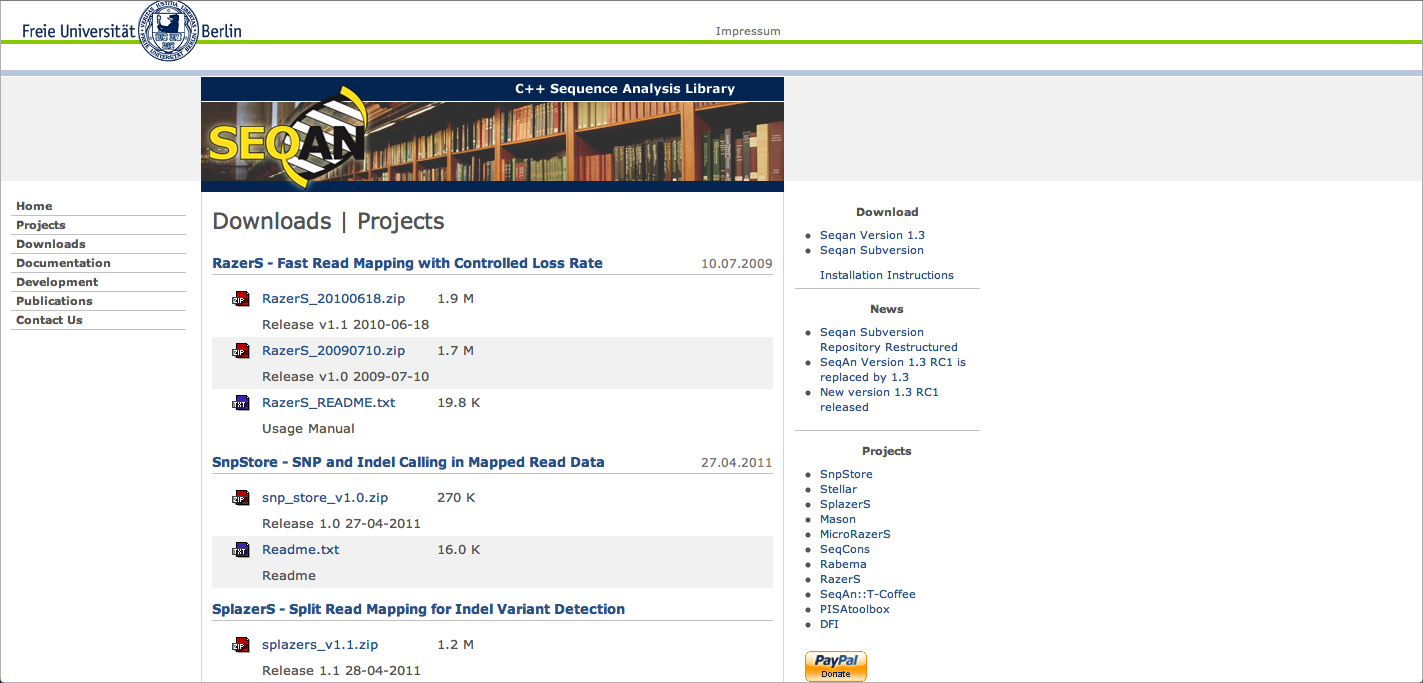 Freie Universität Berlin
Impressum
C++ Sequence Analysis Library
SEQAN
Home
Projects
Downloads
Documentation
Development
Publications
Contact Us
Downloads | Projects
RazerS - Fast Read Mapping with Controlled Loss Rate 10.07.2009
ZIP RazerS_20100618.zip 1.9 M
Release v1.1 2010-06-18
ZIP RazerS_20090710.zip 1.7 M
Release v1.0 2009-07-10
TXT RazerS_README.txt 19.8 K
Usage Manual
SnpStore - SNP and Indel Calling in Mapped Read Data 27.04.2011
ZIP snp_store_v1.0.zip 270 K
Release 1.0 27-04-2011
TXT Readme.txt 16.0 K
Readme
SplazerS - Split Read Mapping for Indel Variant Detection
ZIP splazers_v1.1.zip 1.2 M
Release 1.1 28-04-2011
Download
Seqan Version 1.3
Seqan Subversion
Installation Instructions
News
Seqan Subversion
Repository Restructured
SeqAn Version 1.3 RC1 is
replaced by 1.3
New version 1.3 RC1
released
Projects
SnpStore
Stellar
SplazerS
Mason
MicroRazerS
SeqCons
Rabema
RazerS
SeqAn::T-Coffee
PISAtoolbox
DFI
PayPal
Donate